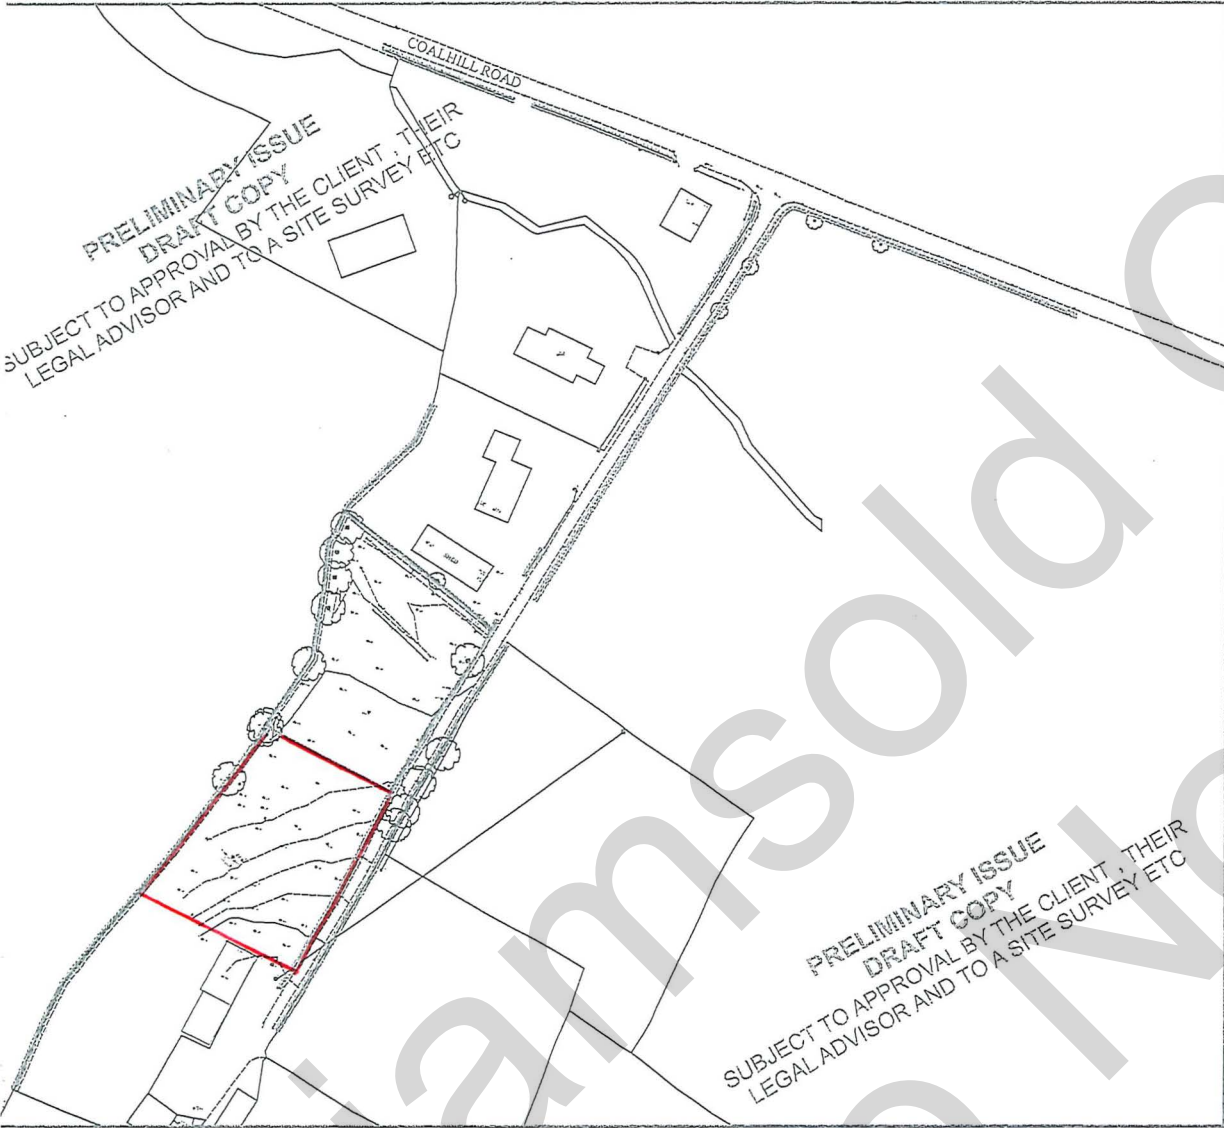 COALHILL ROAD
PRELIMINARY ISSUE
DRAFT COPY
SUBJECT TO APPROVAL BY THE CLIENT , THEIR
LEGAL ADVISOR AND TO A SITE SURVEY ETC
SHED
PRELIMINARY ISSUE
DRAFT COPY
SUBJECT TO APPROVAL BY THE CLIENT , THEIR
LEGAL ADVISOR AND TO A SITE SURVEY ETC
iamsold